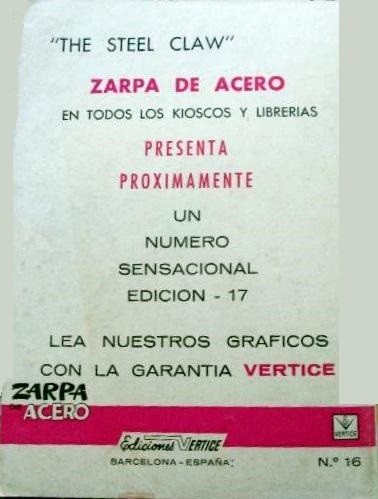 "THE STEEL CLAW"
ZARPA DE ACERO
EN TODOS LOS KIOSCOS Y LIBRERIAS
PRESENTA
PROXIMAMENTE
UN
NUMERO
SENSACIONAL
EDICION - 17
LEA NUESTROS GRAFICOS
CON LA GARANTIA VERTICE
ZARPA
DE ACERO
Ediciones VERTICE
BARCELONA - ESPAÑA
VERTICE
N.º 16